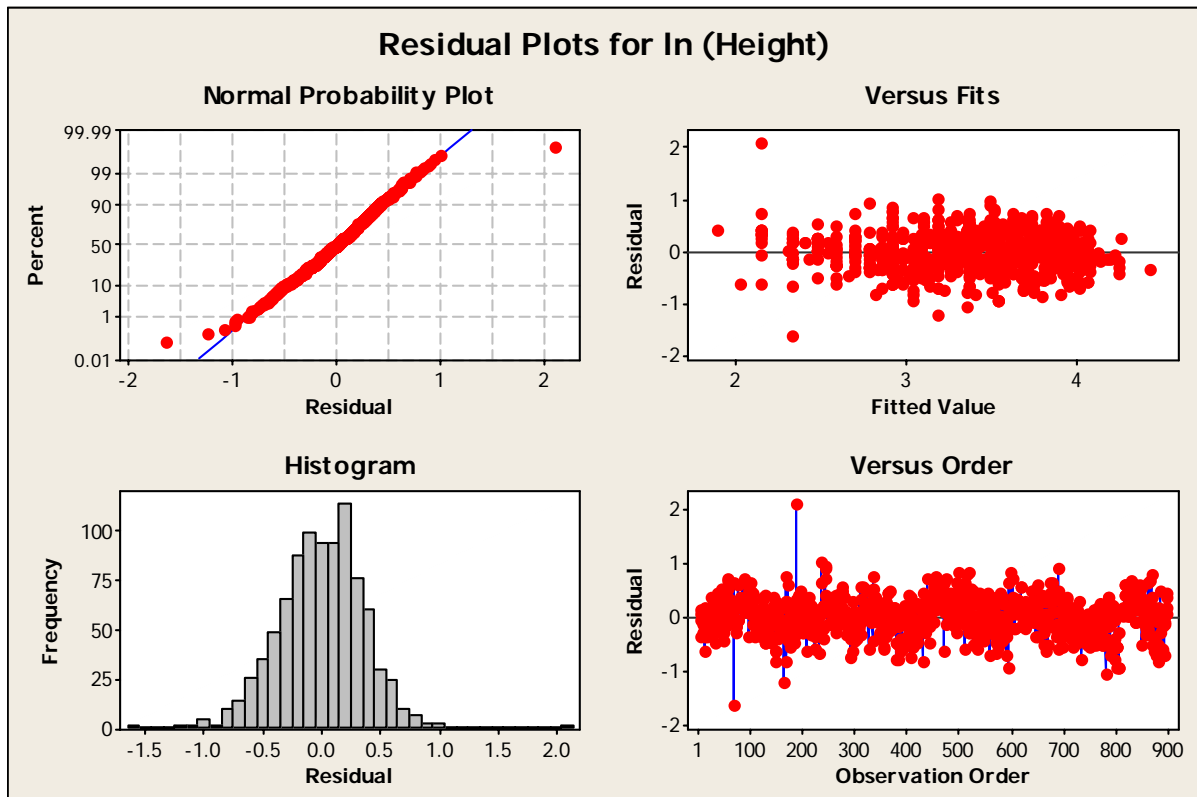 Residual Plots for ln (Height)
Normal Probability Plot
Percent
99.99
99
90
50
10
1
0.01
-2 -1 0 1 2
Residual
Versus Fits
Residual
2
1
0
-1
-2
2 3 4
Fitted Value
Histogram
Frequency
100
75
50
25
0
-1.5 -1.0 -0.5 0.0 0.5 1.0 1.5 2.0
Residual
Versus Order
Residual
2
1
0
-1
-2
1 100 200 300 400 500 600 700 800 900
Observation Order